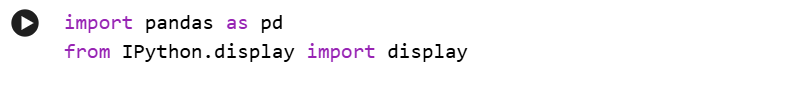 import pandas as pd
from IPython.display import display